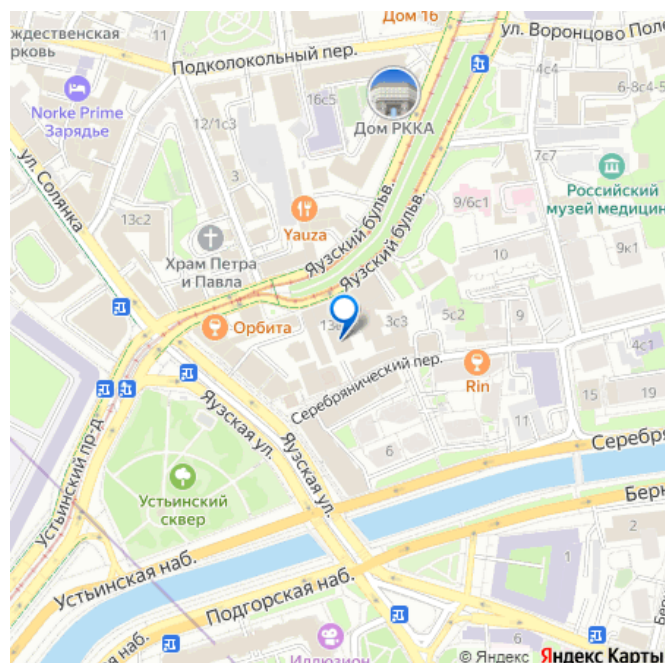 Дом 16
ул. Воронцово Пол
11
ждественская
рковь
Подколокольный пер.
4с4
6-8с4-5
Norke Prime
Зарядье
16с5
Дом РККА
12/1с3
7с7
ул. Солянка
3
Российский
музей медицин
13с2
Yauza
9/6с1
Яузский бульв.
Яузский бульв.
Храм Петра
и Павла
10
9к1
Орбита
3с3
5с2
9
4с1
Серебрянический пер.
Rin
15
19
Яузская ул.
Яузская ул.
11
6
Серебря
Устьинский пр-д
Устьинский
сквер
Берн
2
1
Устьинская наб.
Подгорская наб.
наб.
Иллюзион
6
© Яндекс Яндекс Карты